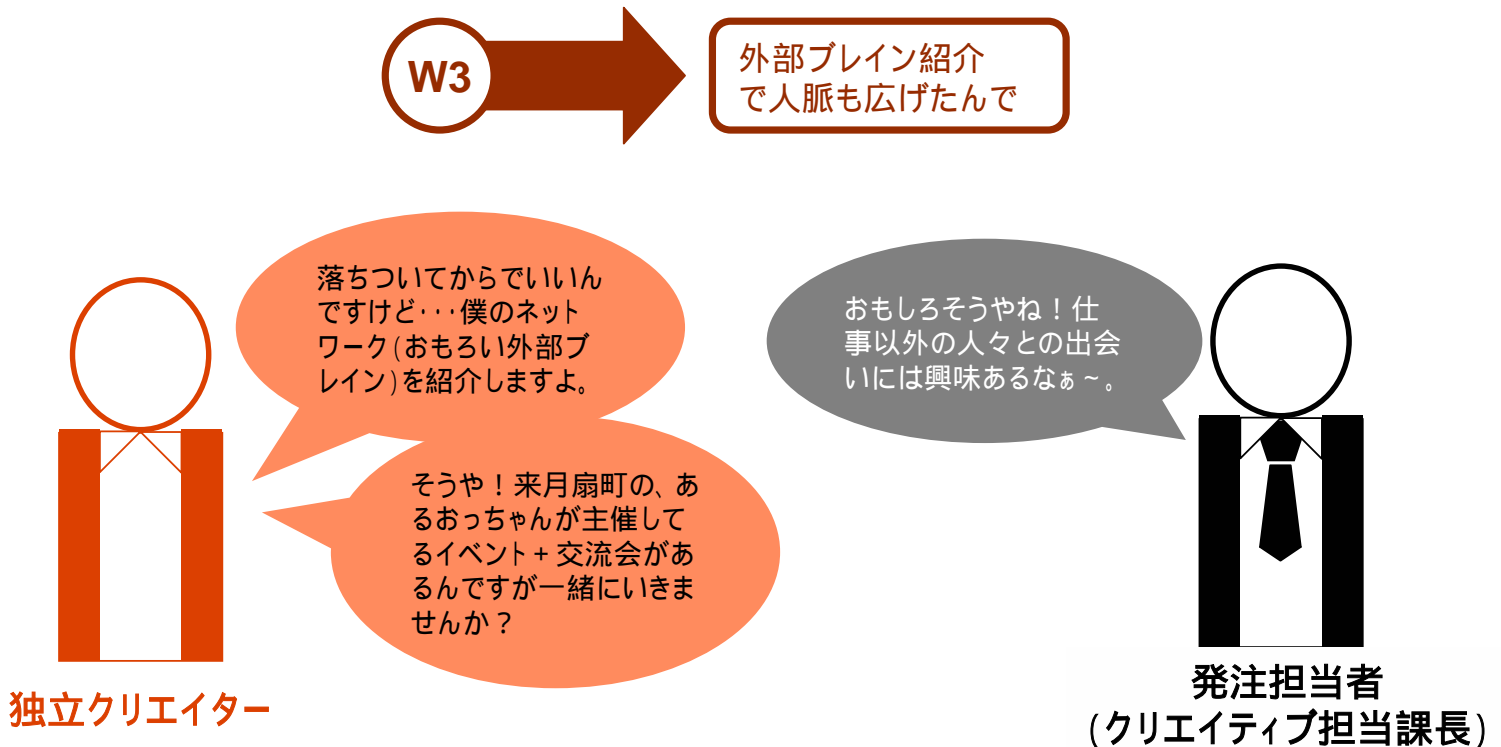 W3
外部ブレイン紹介
で人脈も広げたんで
落ちついてからでいいん
ですけど・・・僕のネット
ワーク(おもろい外部ブ
レイン)を紹介しますよ。
おもしろそうやね！仕
事以外の人々との出会
いには興味あるなぁ～。
そうや！来月扇町の、あ
るおっちゃんが主催して
るイベント+交流会があ
るんですが一緒にいきま
せんか？
独立クリエイター
発注担当者
(クリエイティブ担当課長)